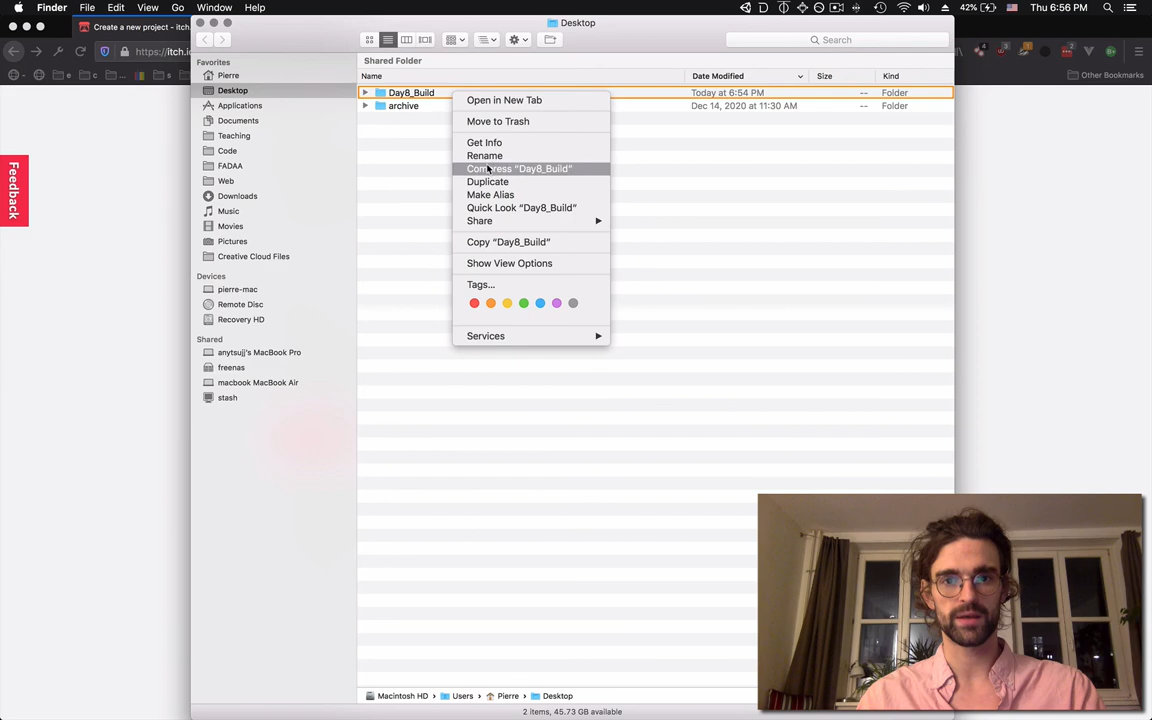 Finder File Edit View Go Window Help
42% Thu 6:56 PM
Create a new project - itch.
https://itch.io
Other Bookmarks
Feedback
Desktop
Search
Favorites
Pierre
Desktop
Applications
Documents
Teaching
Code
FADAA
Web
Downloads
Music
Movies
Pictures
Creative Cloud Files
Devices
pierre-mac
Remote Disc
Recovery HD
Shared
anytsujj's MacBook Pro
freenas
macbook MacBook Air
stash
Shared Folder
Name Date Modified Size Kind
Day8_Build Today at 6:54 PM -- Folder
archive Dec 14, 2020 at 11:30 AM -- Folder
Open in New Tab
Move to Trash
Get Info
Rename
Compress "Day8_Build"
Duplicate
Make Alias
Quick Look "Day8_Build"
Share
Copy "Day8_Build"
Show View Options
Tags...
Services
Macintosh HD Users Pierre Desktop
2 items, 45.73 GB available